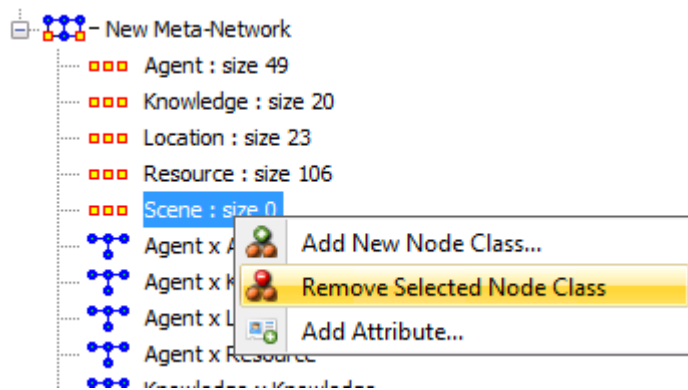 New Meta-Network
Agent : size 49
Knowledge : size 20
Location : size 23
Resource : size 106
Scene : size 0
Agent x A
Add New Node Class...
Agent x K
Remove Selected Node Class
Agent x L
Add Attribute...
Agent x Resource
Knowledge x Knowledge